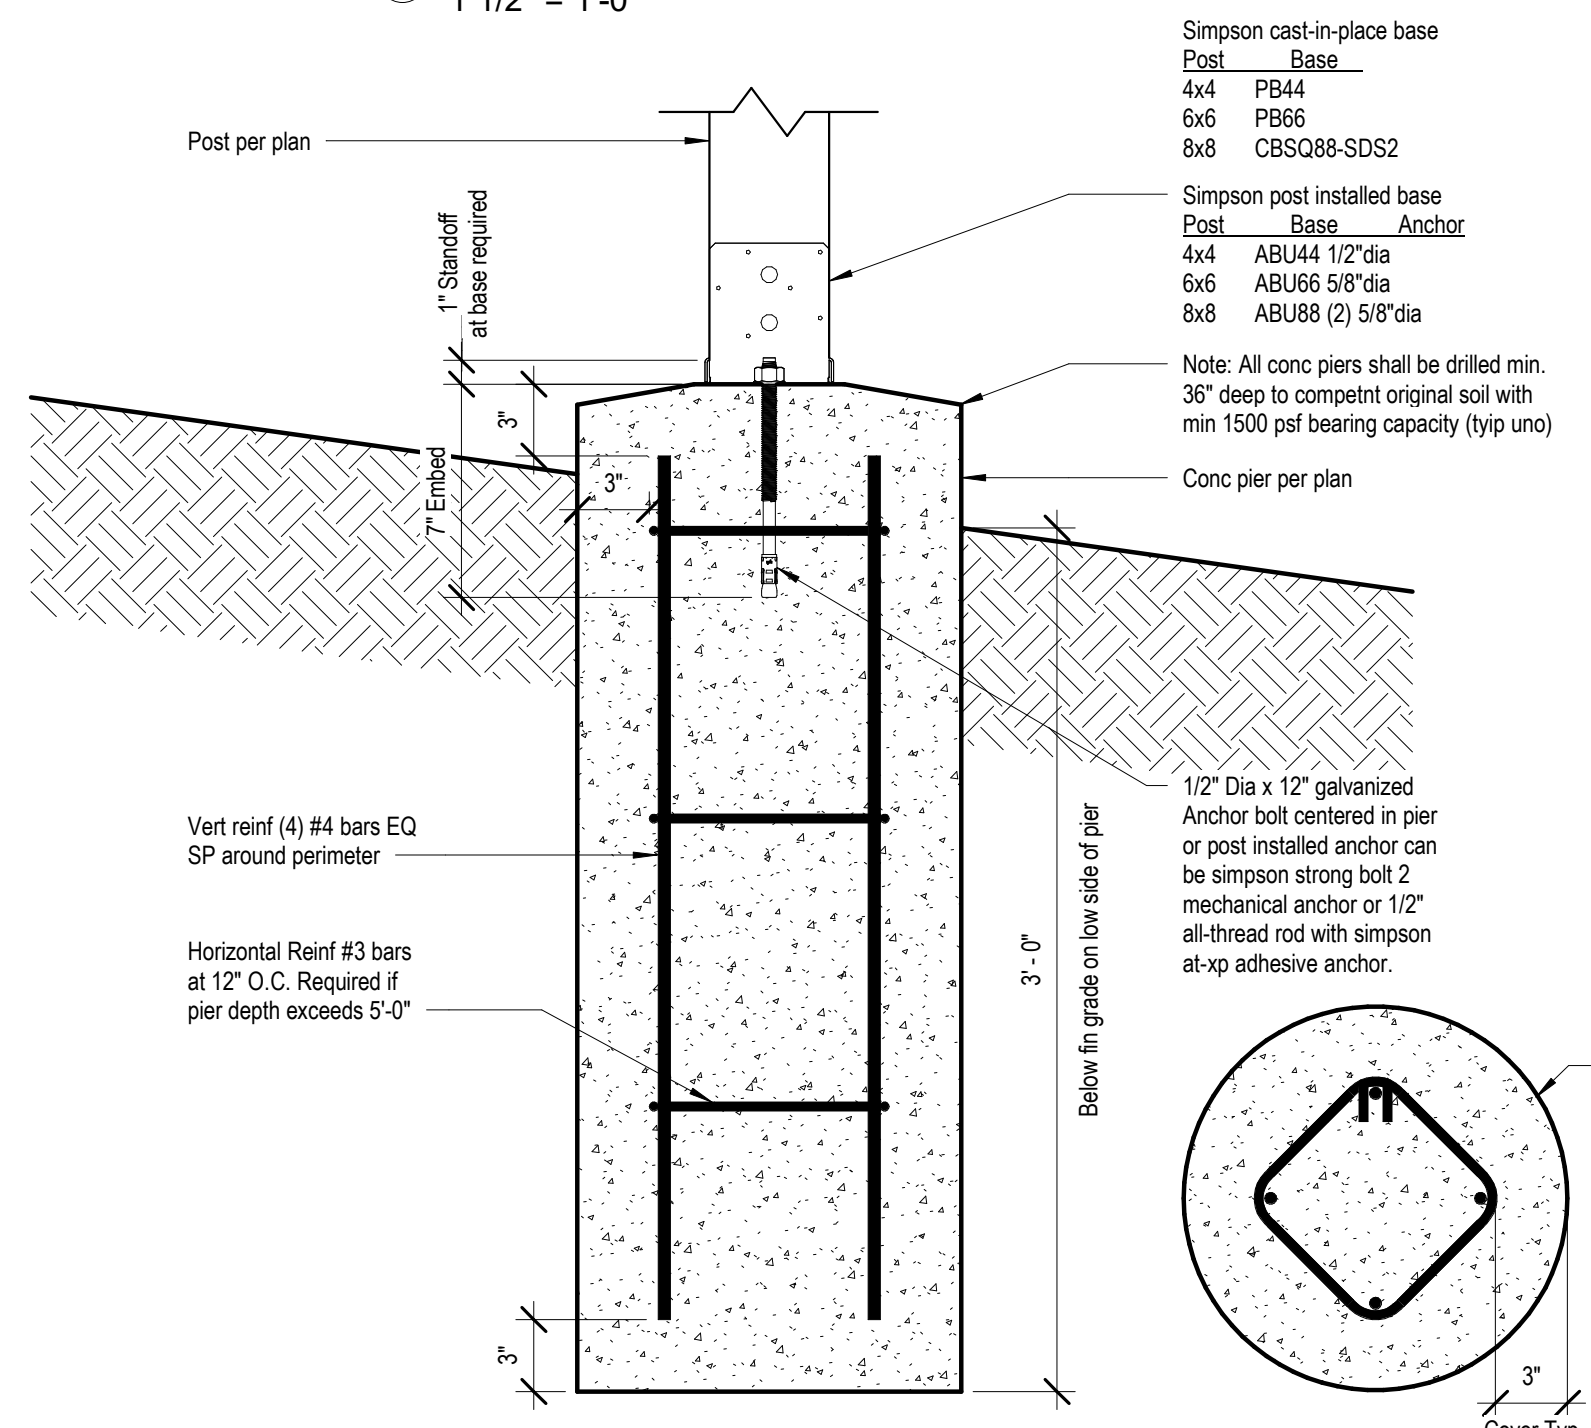 1 1/2" = 1'-0"
Simpson cast-in-place base
Post Base
4x4 PB44
6x6 PB66
8x8 CBSQ88-SDS2
Post per plan
Simpson post installed base
Post Base Anchor
4x4 ABU44 1/2"dia
6x6 ABU66 5/8"dia
8x8 ABU88 (2) 5/8"dia
1" Standoff
at base required
Note: All conc piers shall be drilled min.
36" deep to competnt original soil with
min 1500 psf bearing capacity (tyip uno)
3"
7" Embed
3"
Conc pier per plan
1/2" Dia x 12" galvanized
Anchor bolt centered in pier
or post installed anchor can
be simpson strong bolt 2
mechanical anchor or 1/2"
all-thread rod with simpson
at-xp adhesive anchor.
Vert reinf (4) #4 bars EQ
SP around perimeter
Horizontal Reinf #3 bars
at 12" O.C. Required if
pier depth exceeds 5'-0"
3' - 0"
Below fin grade on low side of pier
3"
3"
Cover Typ